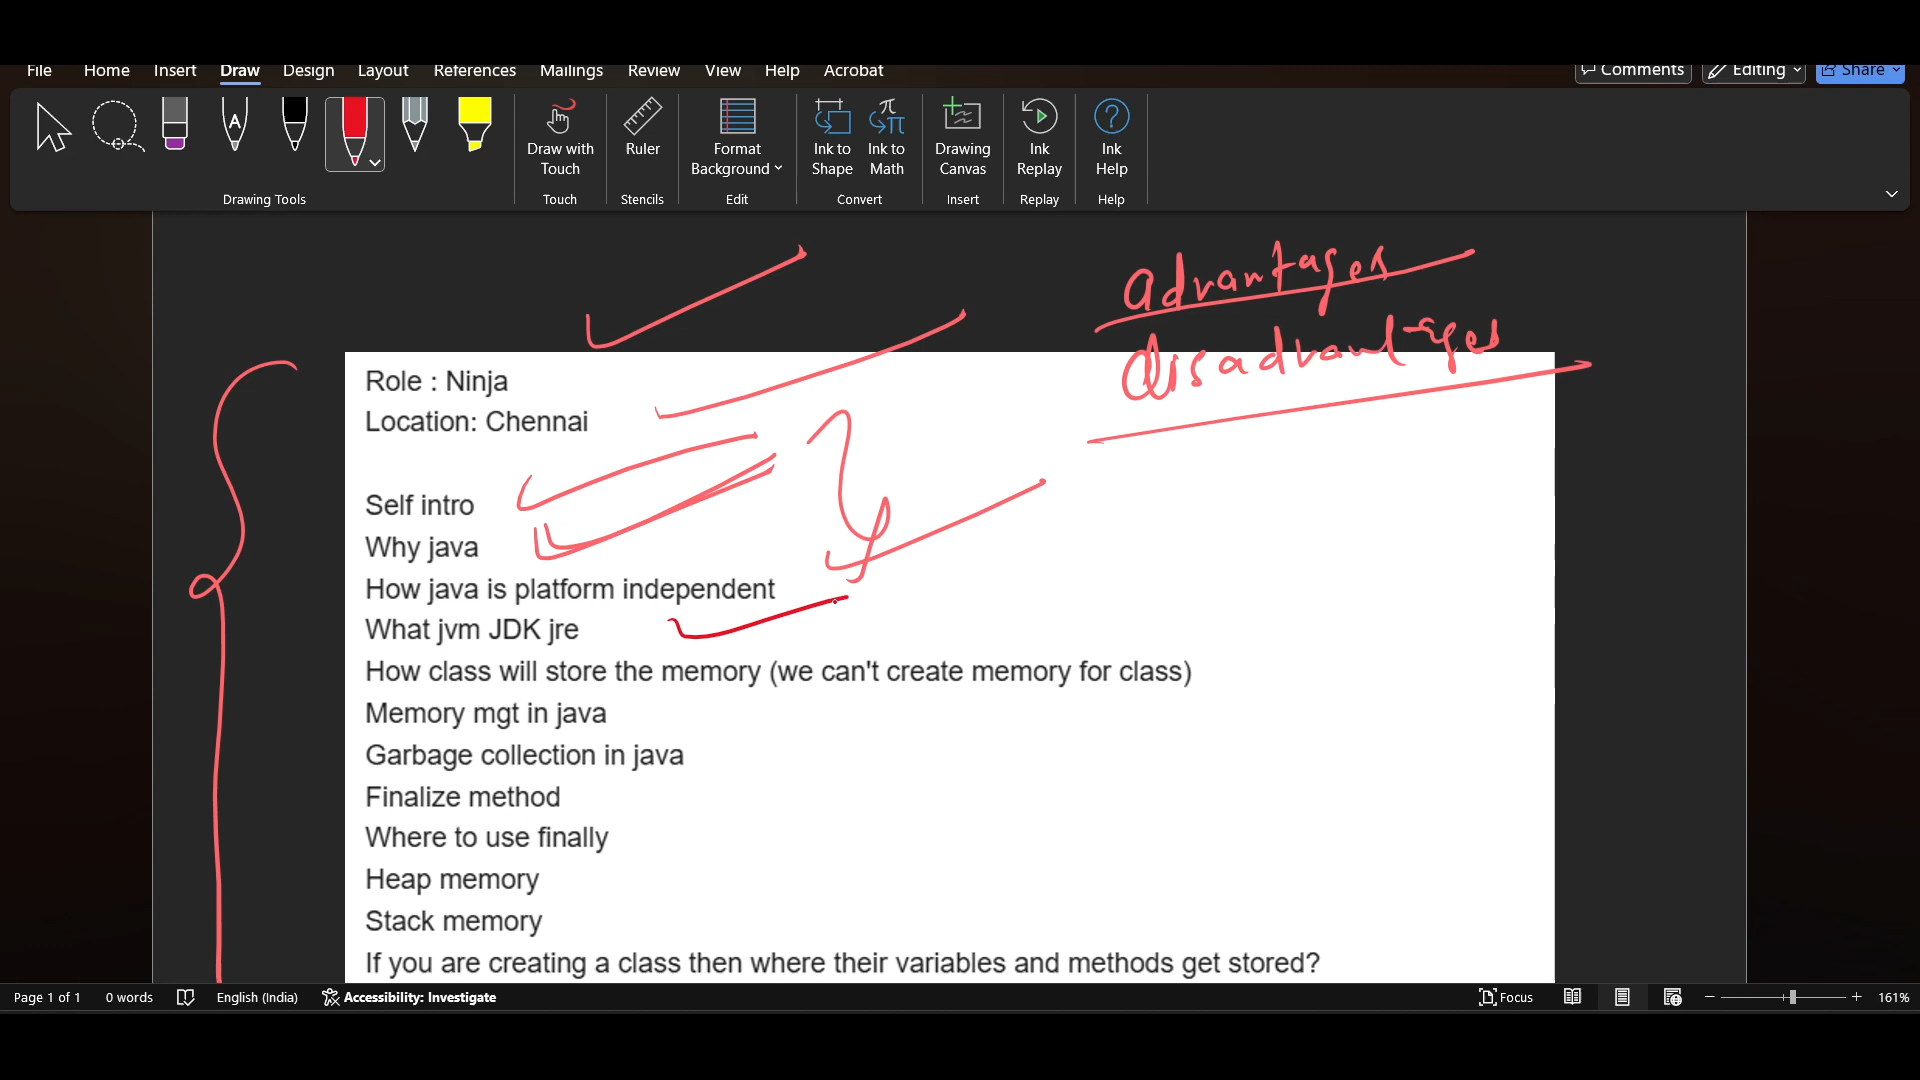 File Home Insert Draw Design Layout References Mailings Review View Help Acrobat Comments Editing Share
A
Draw with Touch
Ruler
Format Background
Ink to Shape
Ink to Math
Drawing Canvas
Ink Replay
Ink Help
Drawing Tools Touch Stencils Edit Convert Insert Replay Help
advantages
disadvantages
Role : Ninja
Location: Chennai
Self intro
Why java
How java is platform independent
What jvm JDK jre
How class will store the memory (we can't create memory for class)
Memory mgt in java
Garbage collection in java
Finalize method
Where to use finally
Heap memory
Stack memory
If you are creating a class then where their variables and methods get stored?
Page 1 of 1 0 words English (India) Accessibility: Investigate Focus 161%